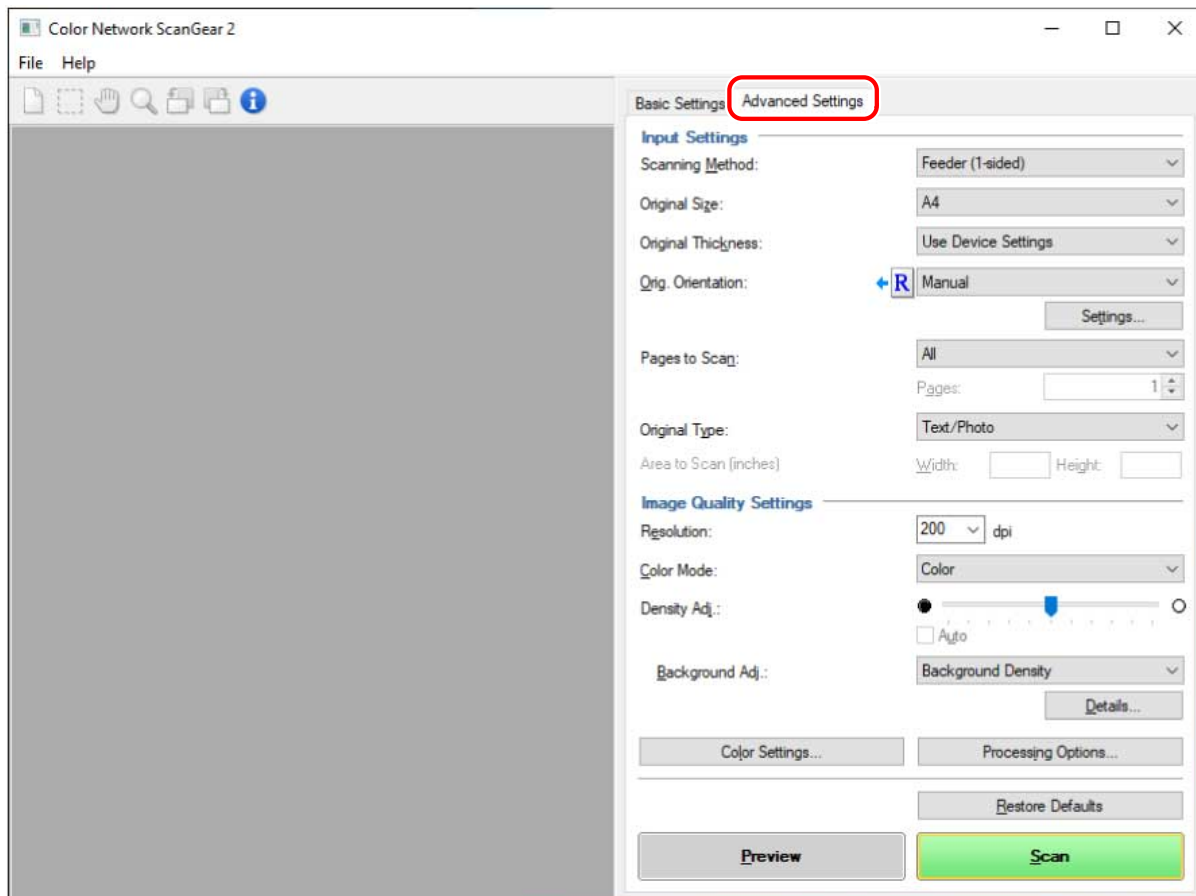 Color Network ScanGear 2
File Help
Basic Settings Advanced Settings
Input Settings
Scanning Method: Feeder (1-sided)
Original Size: A4
Original Thickness: Use Device Settings
Orig. Orientation: R Manual
Settings...
Pages to Scan: All
Pages: 1
Original Type: Text/Photo
Area to Scan (inches) Width: Height:
Image Quality Settings
Resolution: 200 dpi
Color Mode: Color
Density Adj.:
Auto
Background Adj.: Background Density
Details...
Color Settings... Processing Options...
Restore Defaults
Preview Scan